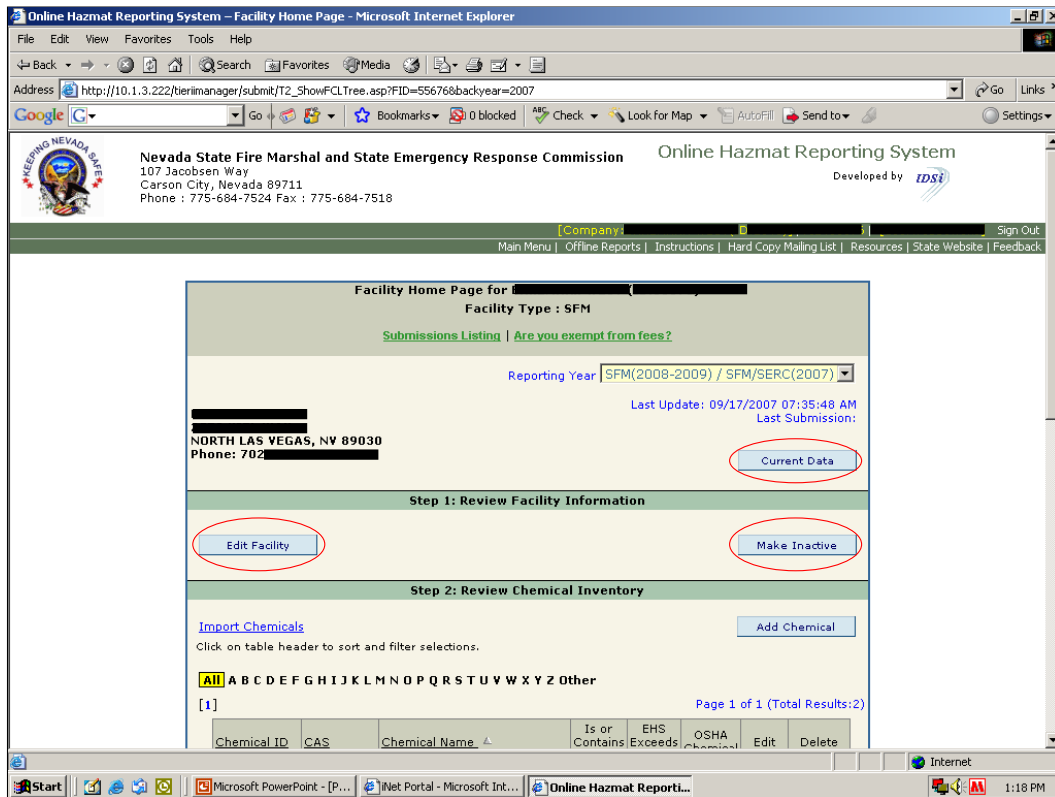 Online Hazmat Reporting System – Facility Home Page - Microsoft Internet Explorer
File Edit View Favorites Tools Help
Back Search Favorites Media
Address http://10.1.3.222/tieriimanager/submit/T2_ShowFCLTree.asp?FID=55676&backyear=2007 Go Links
Google G Go Bookmarks 0 blocked ABC Check Look for Map AutoFill Send to Settings
KEEPING NEVADA SAFE
Nevada State Fire Marshal and State Emergency Response Commission
107 Jacobsen Way
Carson City, Nevada 89711
Phone : 775-684-7524 Fax : 775-684-7518
Online Hazmat Reporting System
Developed by IDSi
[Company: Sign Out
Main Menu | Offline Reports | Instructions | Hard Copy Mailing List | Resources | State Website | Feedback
Facility Home Page for
Facility Type : SFM
Submissions Listing | Are you exempt from fees?
Reporting Year SFM(2008-2009) / SFM/SERC(2007)
Last Update: 09/17/2007 07:35:48 AM
Last Submission:
NORTH LAS VEGAS, NV 89030
Phone: 702
Current Data
Step 1: Review Facility Information
Edit Facility Make Inactive
Step 2: Review Chemical Inventory
Import Chemicals Add Chemical
Click on table header to sort and filter selections.
All A B C D E F G H I J K L M N O P Q R S T U V W X Y Z Other
[1] Page 1 of 1 (Total Results:2)
Chemical ID CAS Chemical Name Is or Contains EHS Exceeds OSHA Chemical Edit Delete
Internet
Start Microsoft PowerPoint - [P... iNet Portal - Microsoft Int... Online Hazmat Reporti... 1:18 PM